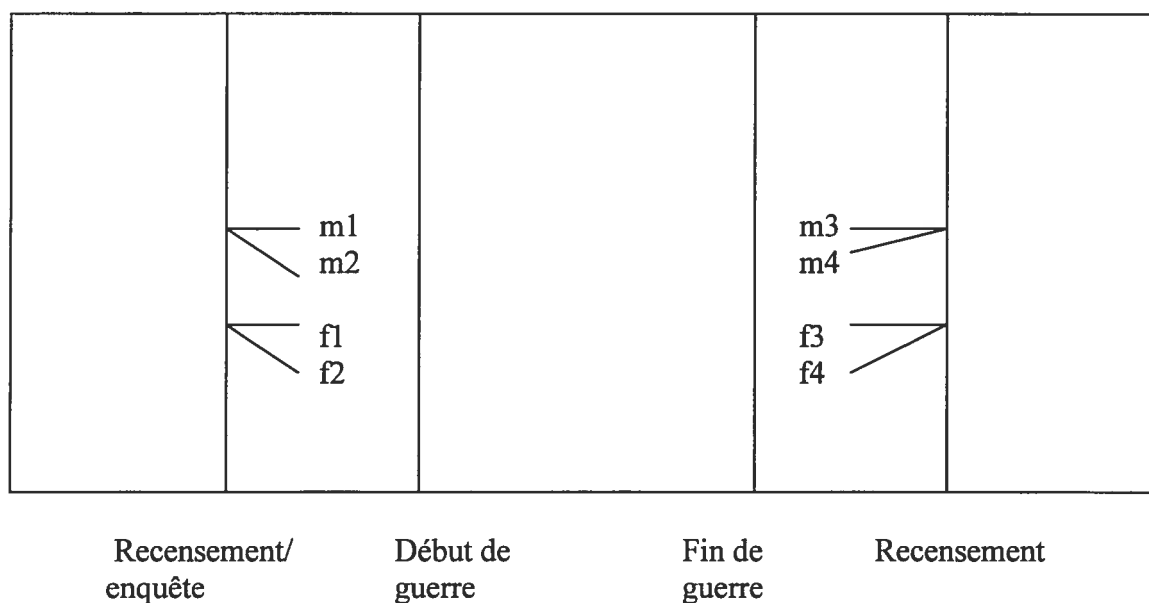 m1
m2
f1
f2
m3
m4
f3
f4
Recensement/
enquête
Début de
guerre
Fin de
guerre
Recensement